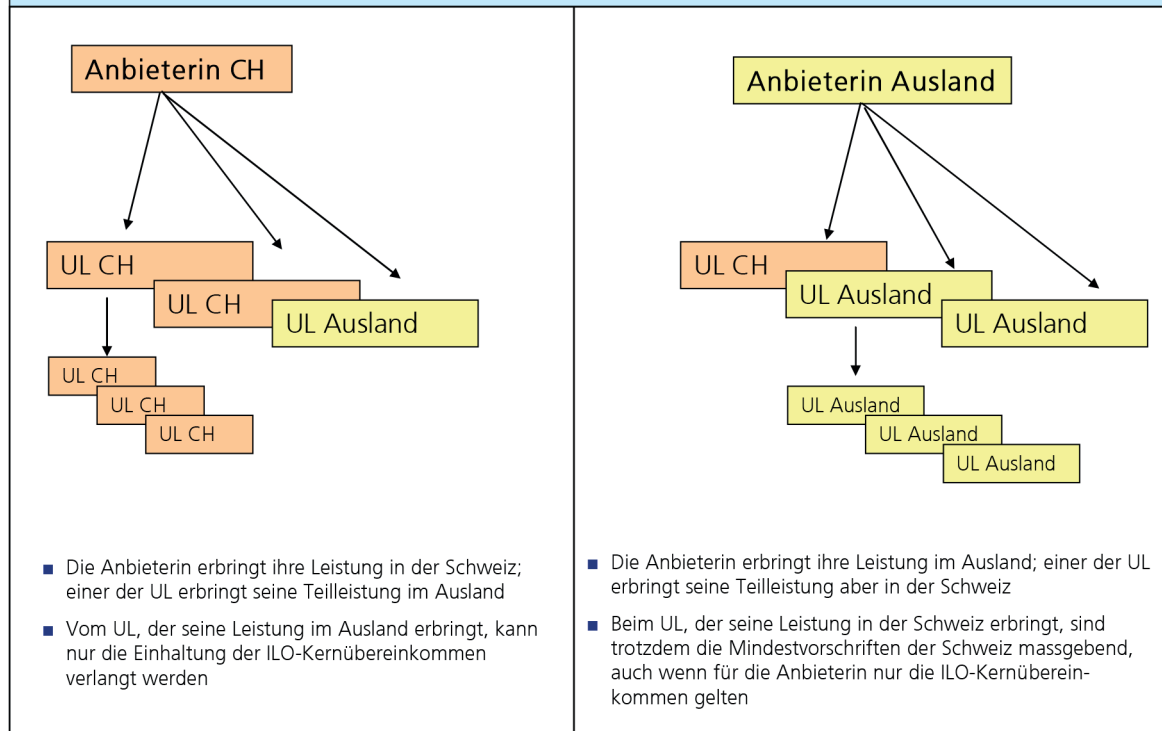 Anbieterin CH
UL CH
UL CH
UL Ausland
UL CH
UL CH
UL CH
Die Anbieterin erbringt ihre Leistung in der Schweiz;
einer der UL erbringt seine Teilleistung im Ausland
Vom UL, der seine Leistung im Ausland erbringt, kann
nur die Einhaltung der ILO-Kernübereinkommen
verlangt werden
Anbieterin Ausland
UL CH
UL Ausland
UL Ausland
UL Ausland
UL Ausland
UL Ausland
Die Anbieterin erbringt ihre Leistung im Ausland; einer der UL
erbringt seine Teilleistung aber in der Schweiz
Beim UL, der seine Leistung in der Schweiz erbringt, sind
trotzdem die Mindestvorschriften der Schweiz massgebend,
auch wenn für die Anbieterin nur die ILO-Kernüberein-
kommen gelten